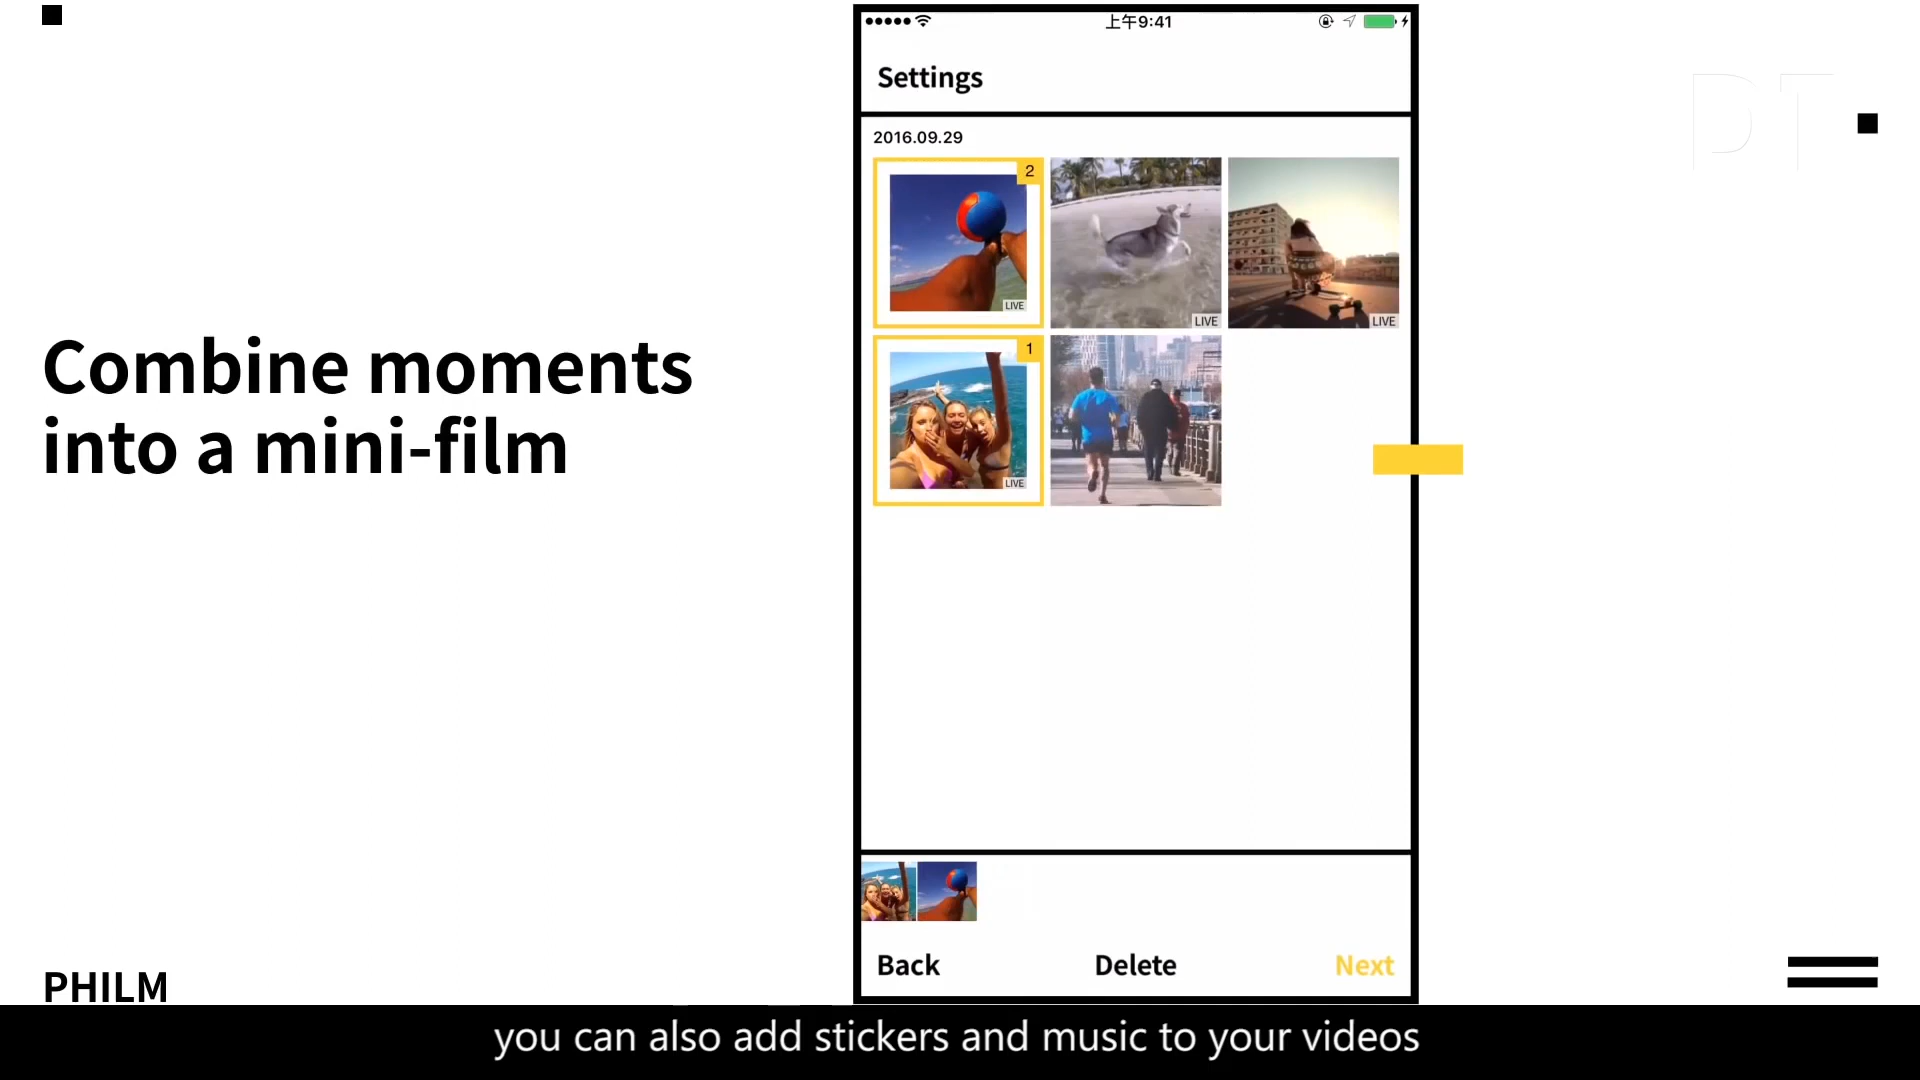 上午9:41
Settings
2016.09.29
2
LIVE
LIVE
LIVE
1
LIVE
Combine moments
into a mini-film
Back
Delete
Next
PHILM
you can also add stickers and music to your videos